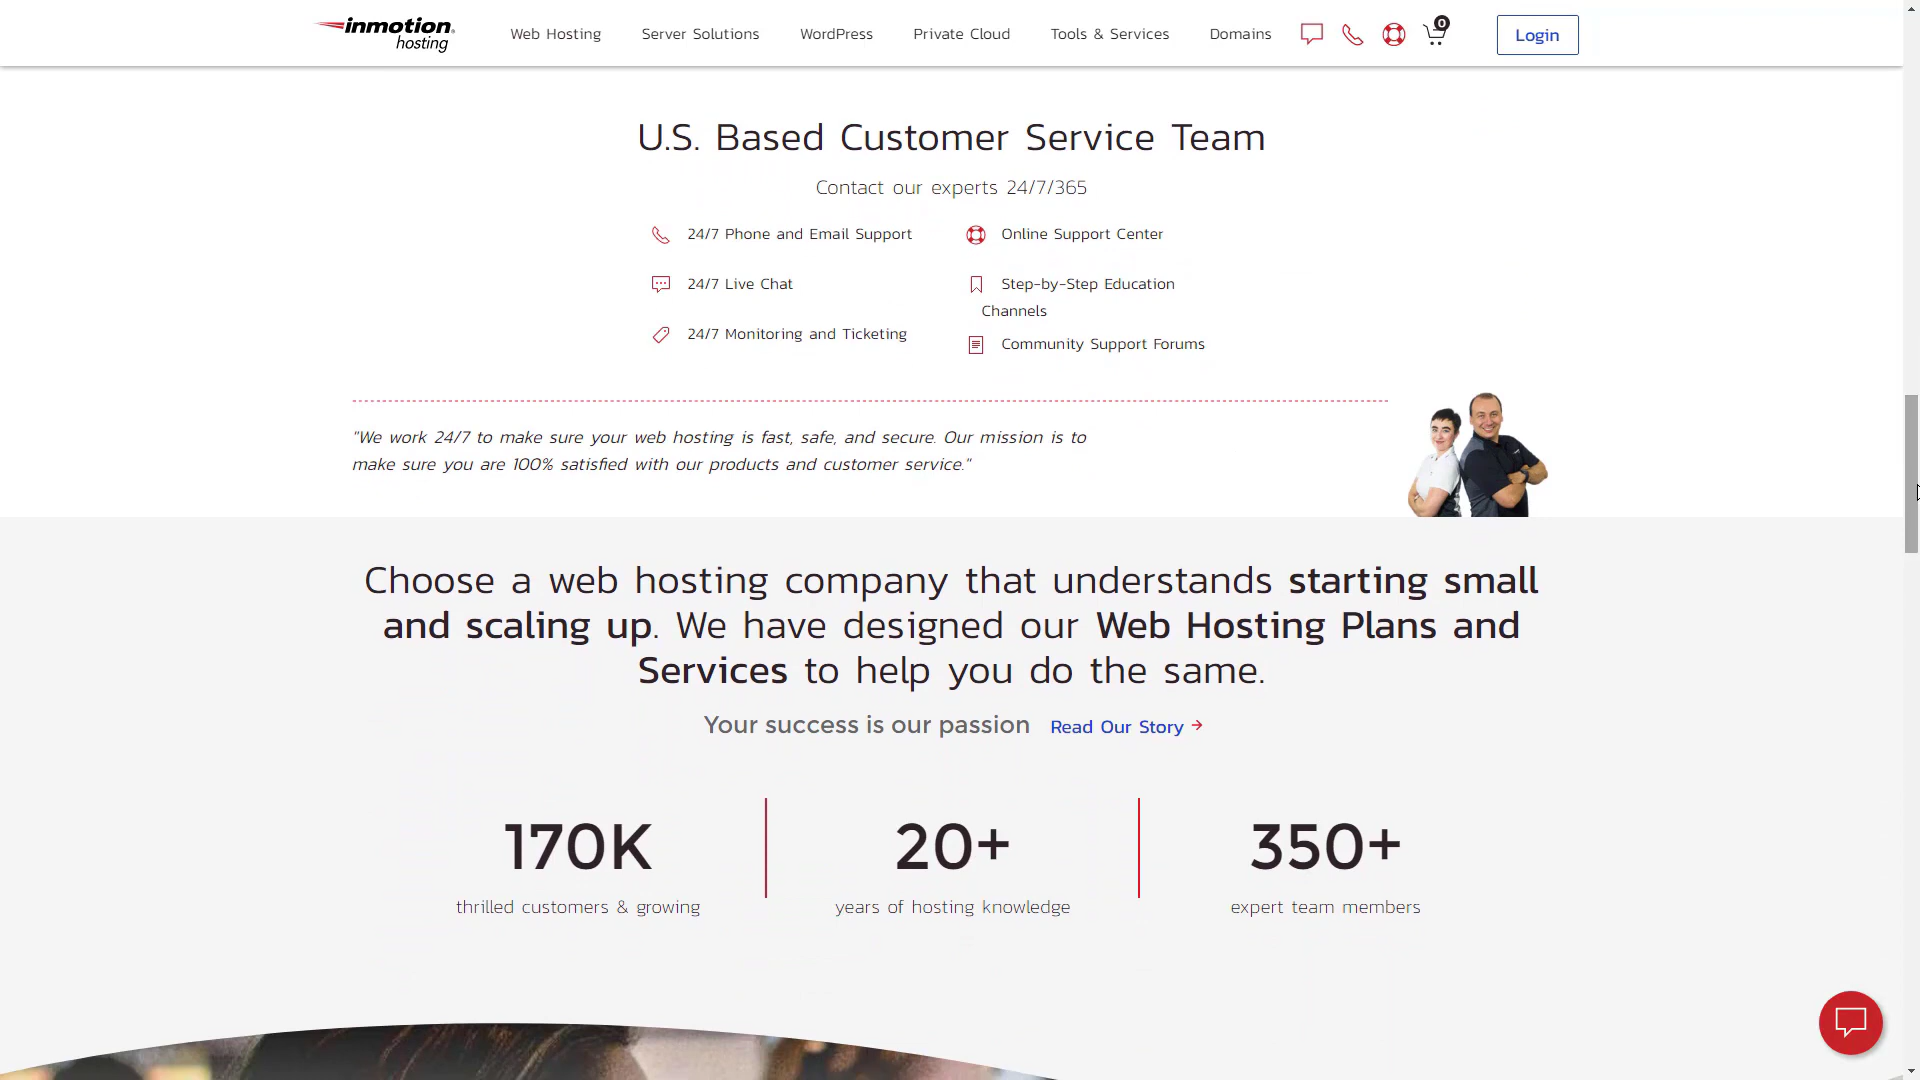 inmotion
hosting
Web Hosting
Server Solutions
WordPress
Private Cloud
Tools & Services
Domains
0
Login
U.S. Based Customer Service Team
Contact our experts 24/7/365
24/7 Phone and Email Support
24/7 Live Chat
24/7 Monitoring and Ticketing
Online Support Center
Step-by-Step Education
Channels
Community Support Forums
"We work 24/7 to make sure your web hosting is fast, safe, and secure. Our mission is to
make sure you are 100% satisfied with our products and customer service."
Choose a web hosting company that understands starting small
and scaling up. We have designed our Web Hosting Plans and
Services to help you do the same.
Your success is our passion Read Our Story
170K
thrilled customers & growing
20+
years of hosting knowledge
350+
expert team members